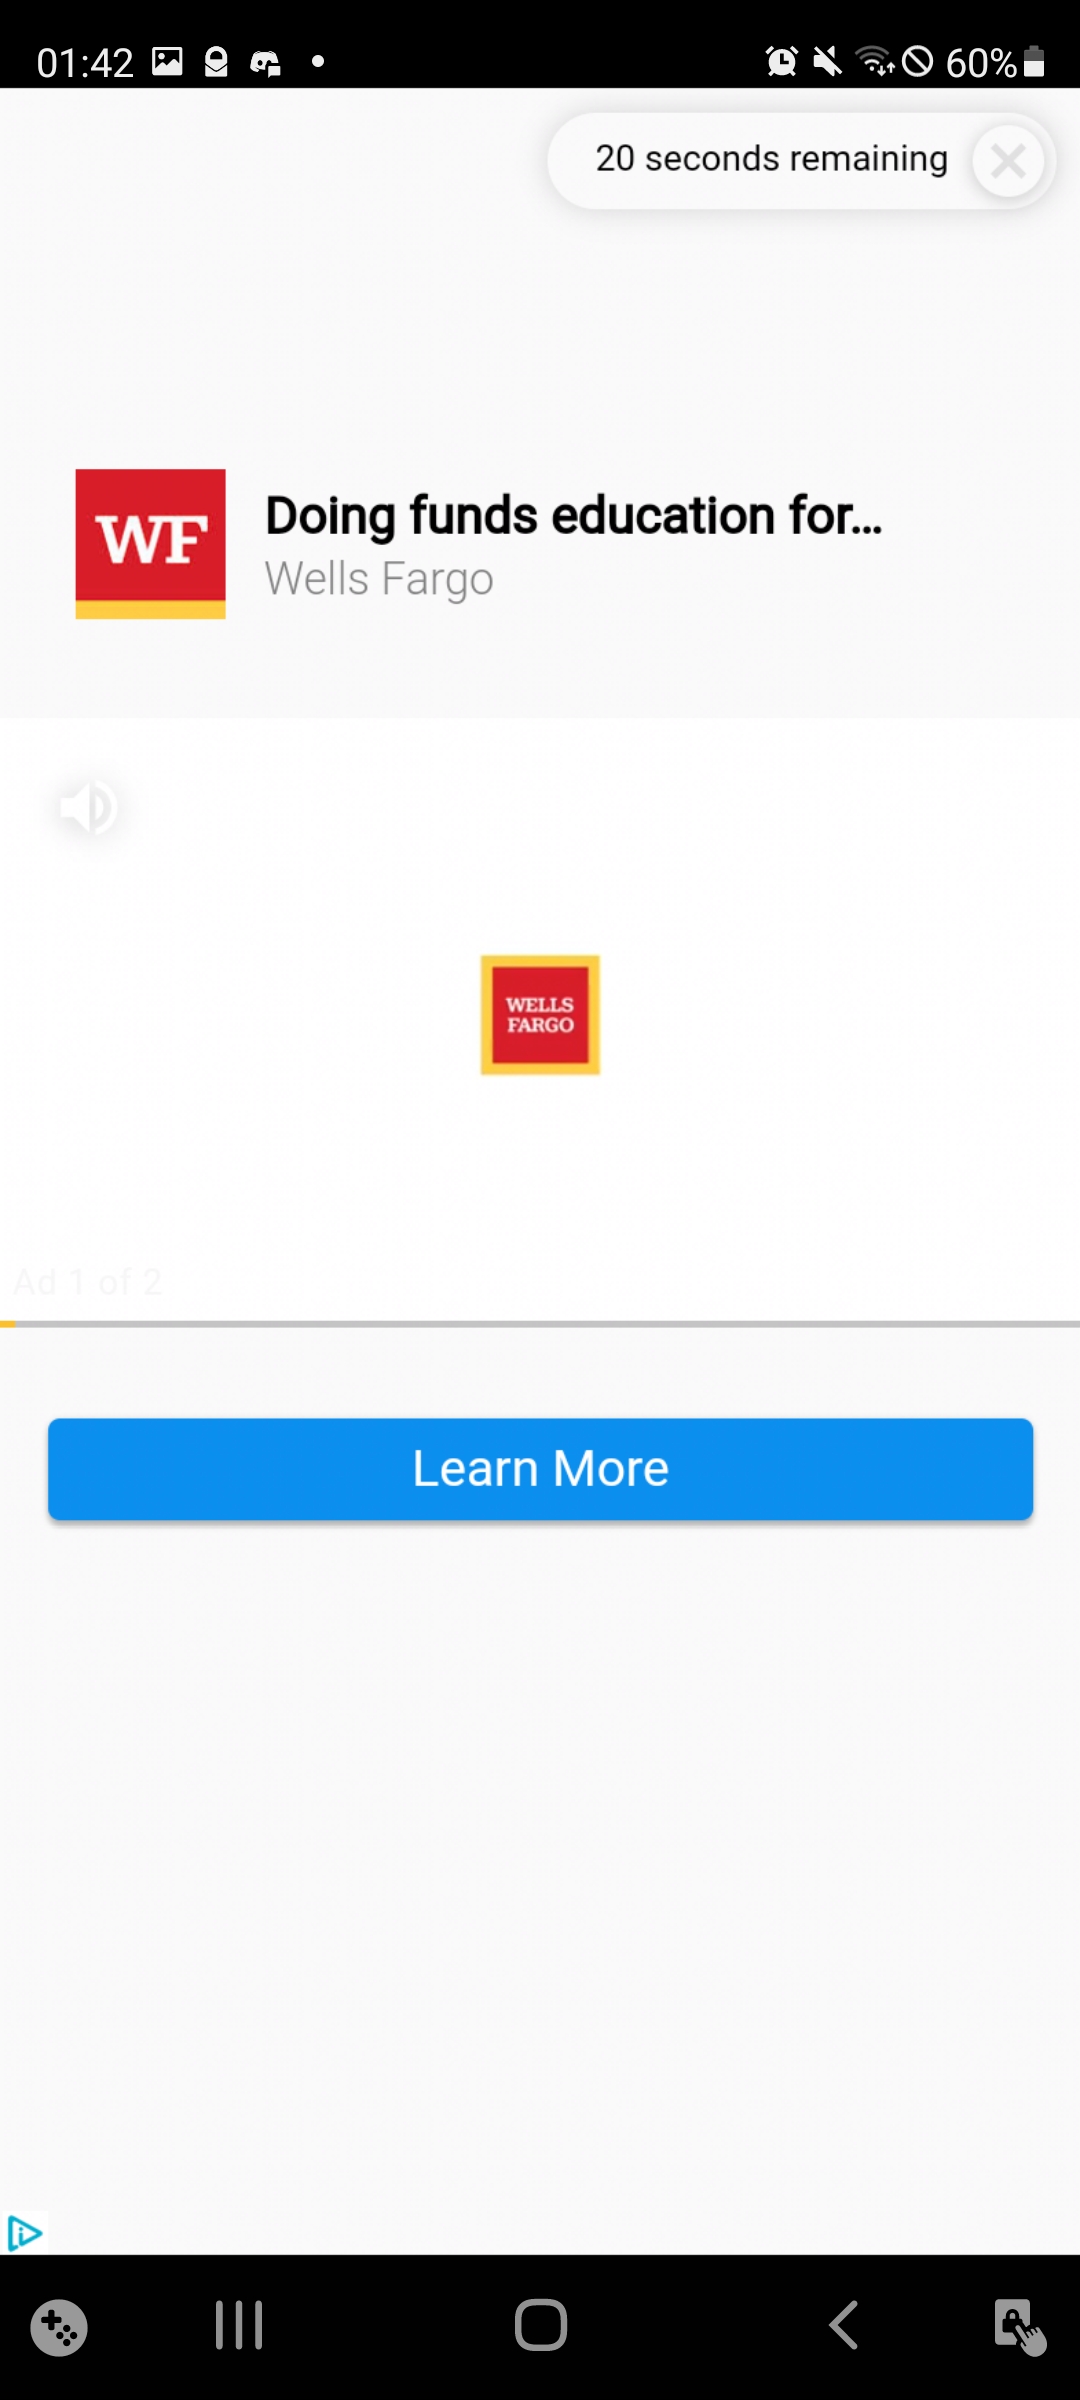 01:42
60%
20 seconds remaining
WF
Doing funds education for...
Wells Fargo
WELLS
FARGO
Ad 1 of 2
Learn More